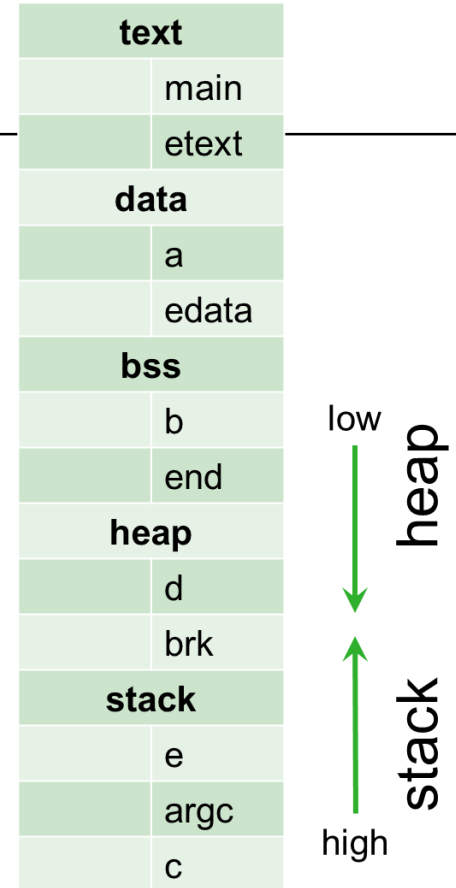 text
main
etext
data
a
edata
bss
b
end
heap
d
brk
stack
e
argc
c
low
heap
stack
high